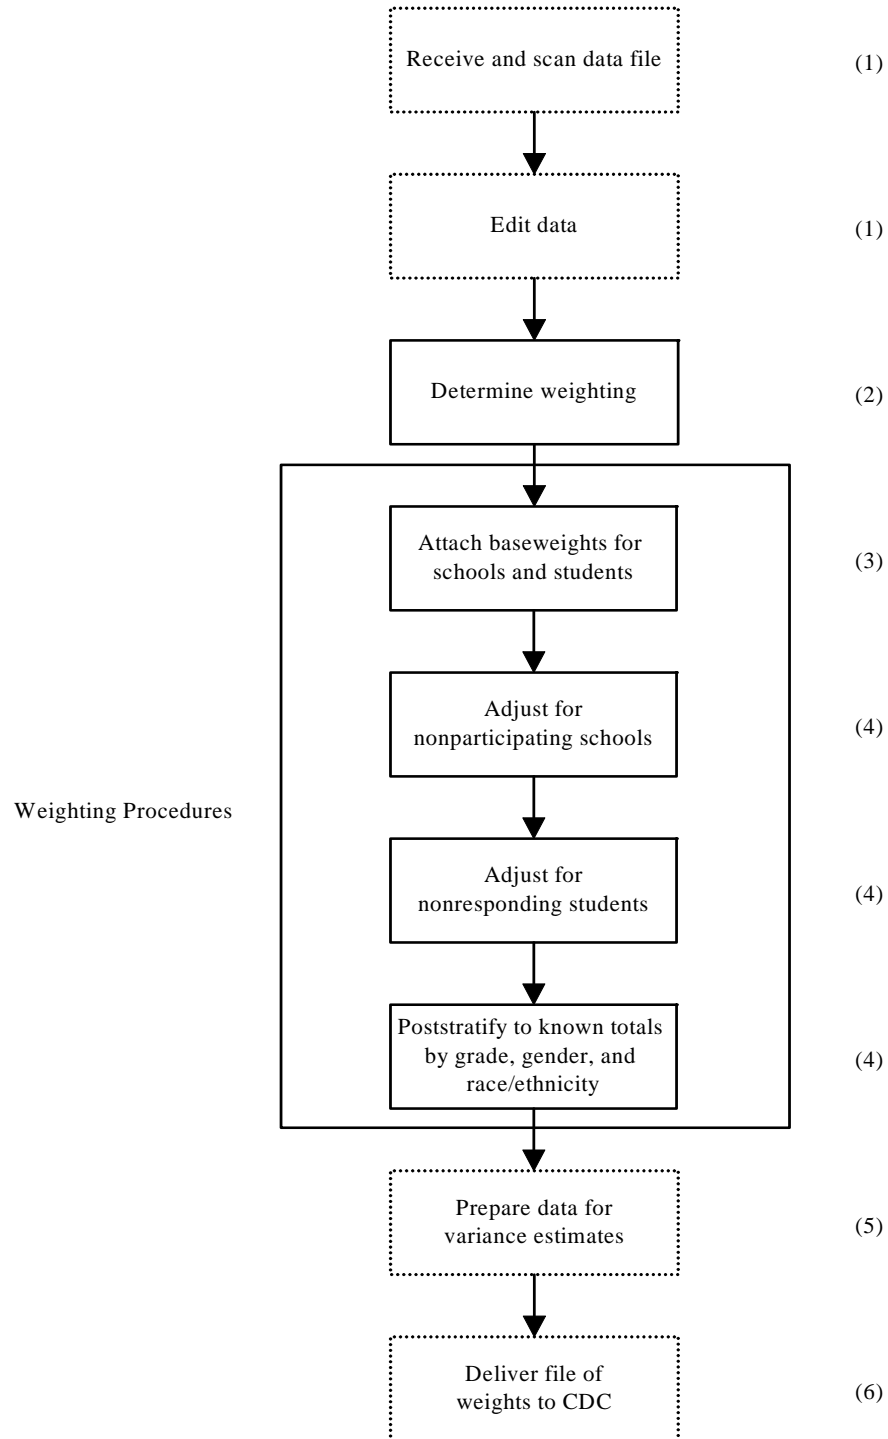 Receive and scan data file
(1)
Edit data
(1)
Determine weighting
(2)
Attach baseweights for
schools and students
(3)
Adjust for
nonparticipating schools
(4)
Weighting Procedures
Adjust for
nonresponding students
(4)
Poststratify to known totals
by grade, gender, and
race/ethnicity
(4)
Prepare data for
variance estimates
(5)
Deliver file of
weights to CDC
(6)